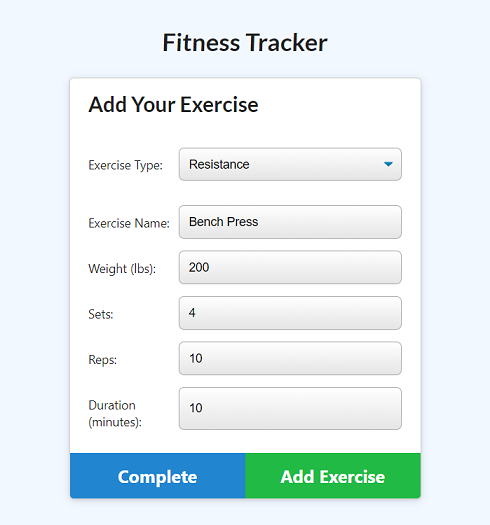 Fitness Tracker
Add Your Exercise
Exercise Type: Resistance
Exercise Name: Bench Press
Weight (lbs): 200
Sets: 4
Reps: 10
Duration
(minutes): 10
Complete Add Exercise